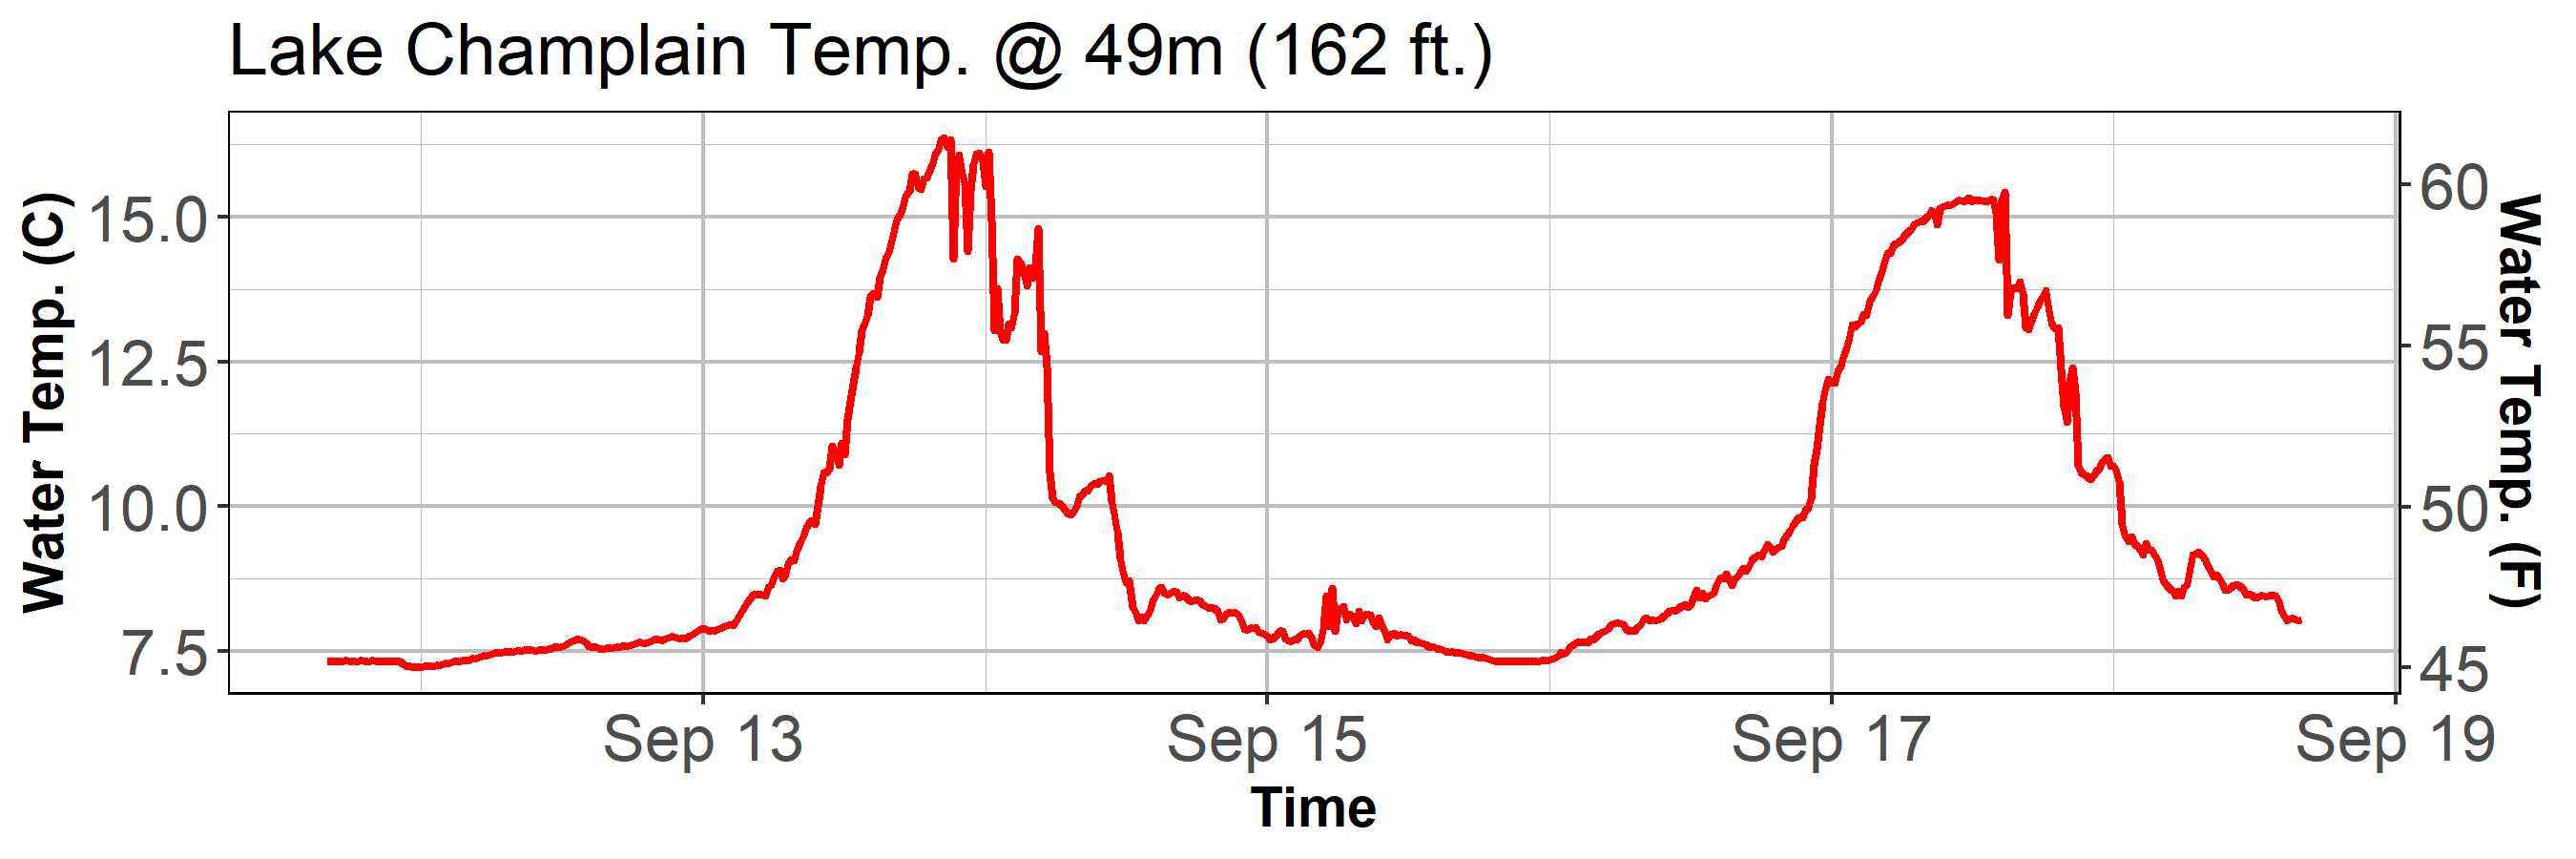 Lake Champlain Temp. @ 49m (162 ft.)
Water Temp. (C)
15.0
12.5
10.0
7.5
60
55
50
45
Water Temp. (F)
Sep 13
Sep 15
Sep 17
Sep 19
Time